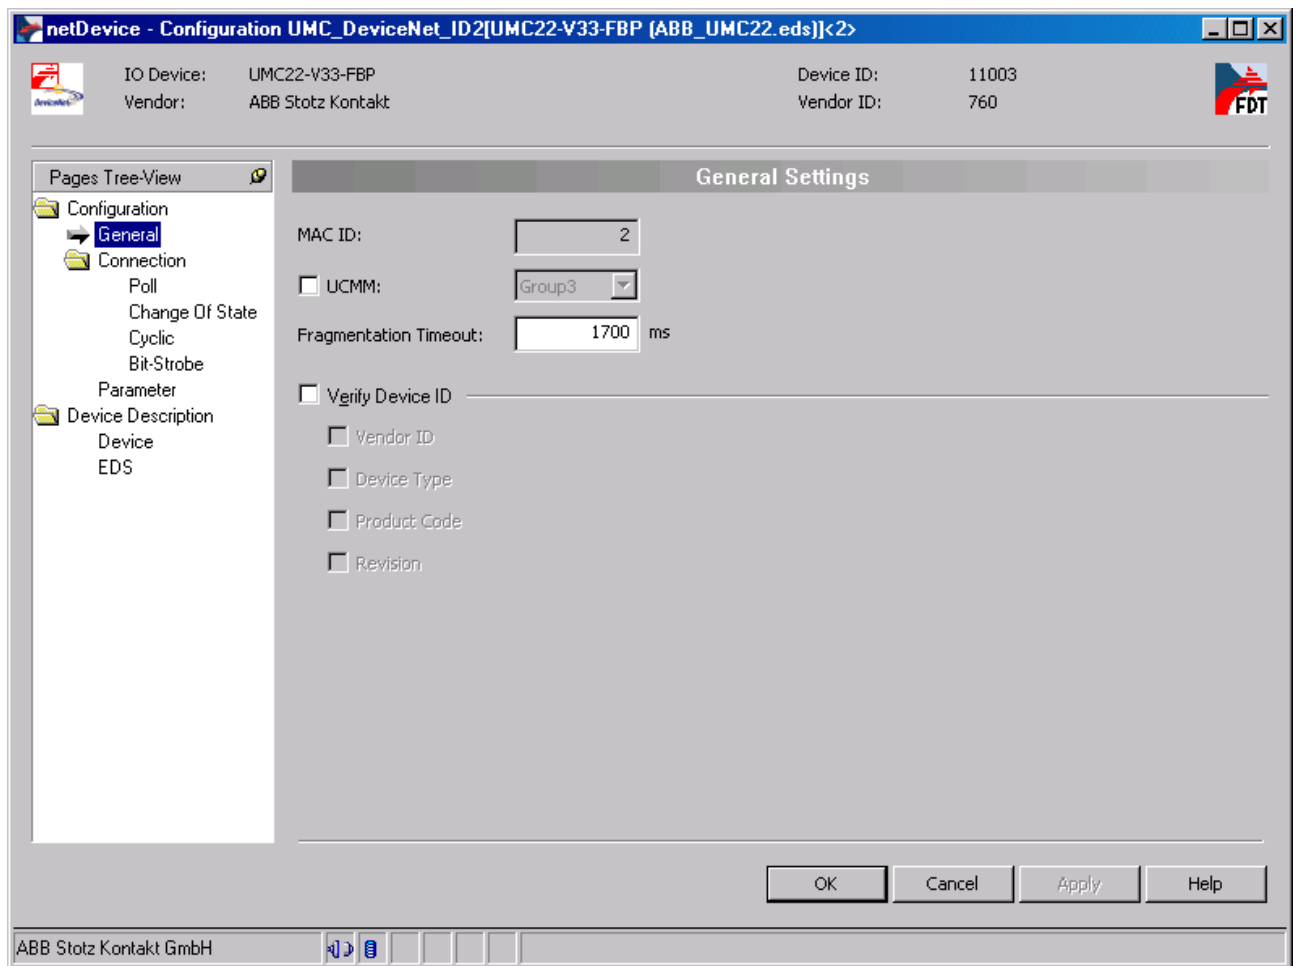 netDevice - Configuration UMC_DeviceNet_ID2[UMC22-V33-FBP (ABB_UMC22.eds)]<2>
IO Device: UMC22-V33-FBP Device ID: 11003
Vendor: ABB Stotz Kontakt Vendor ID: 760
DeviceNet
FDT
Pages Tree-View
Configuration
General
Connection
Poll
Change Of State
Cyclic
Bit-Strobe
Parameter
Device Description
Device
EDS
General Settings
MAC ID: 2
UCMM: Group3
Fragmentation Timeout: 1700 ms
Verify Device ID
Vendor ID
Device Type
Product Code
Revision
OK Cancel Apply Help
ABB Stotz Kontakt GmbH